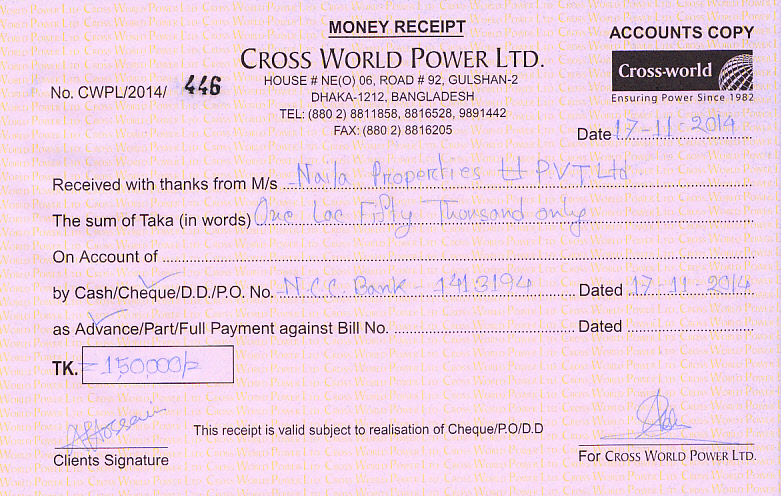 MONEY RECEIPT
ACCOUNTS COPY
CROSS WORLD POWER LTD.
Cross-world
Ensuring Power Since 1982
No. CWPL/2014/ 446
HOUSE # NE(O) 06, ROAD # 92, GULSHAN-2
DHAKA-1212, BANGLADESH
TEL: (880 2) 8811858, 8816528, 9891442
FAX: (880 2) 8816205
Date 17-11-2014
Received with thanks from M/s Naila Properties PVT Ltd.
The sum of Taka (in words) One Lac Fifty Thousand only
On Account of
by Cash/Cheque/D.D./P.O. No. N.C.C. Bank - 1413194 Dated 17-11-2014
as Advance/Part/Full Payment against Bill No. Dated
TK. =1,50,000/=
AHossain
This receipt is valid subject to realisation of Cheque/P.O/D.D
Clients Signature
For CROSS WORLD POWER LTD.